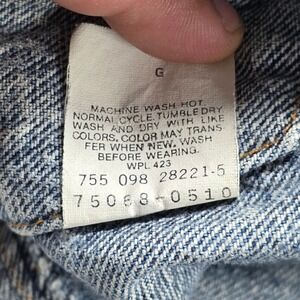 G
MACHINE WASH HOT
NORMAL CYCLE. TUMBLE DRY
WASH AND DRY WITH LIKE
COLORS. COLOR MAY TRANS-
FER WHEN NEW. WASH
BEFORE WEARING.
WPL 423
755 098 28221-5
75068-0510